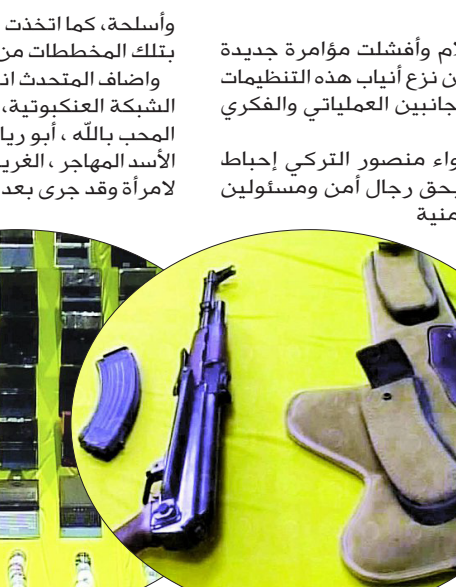 لام وأفشلت مؤامرة جديدة
ن نزع أنياب هذه التنظيمات
جانبين العملياتي والفكري
واء منصور التركي إحباط
بحق رجال أمن ومسئولين
منية
وأسلحة، كما اتخذت
بتلك المخططات من
واضاف المتحدث ان
الشبكة العنكبوتية،
المحب بالله ، أبو ريا
الأسد المهاجر ، الغري
لامرأة وقد جرى بعد